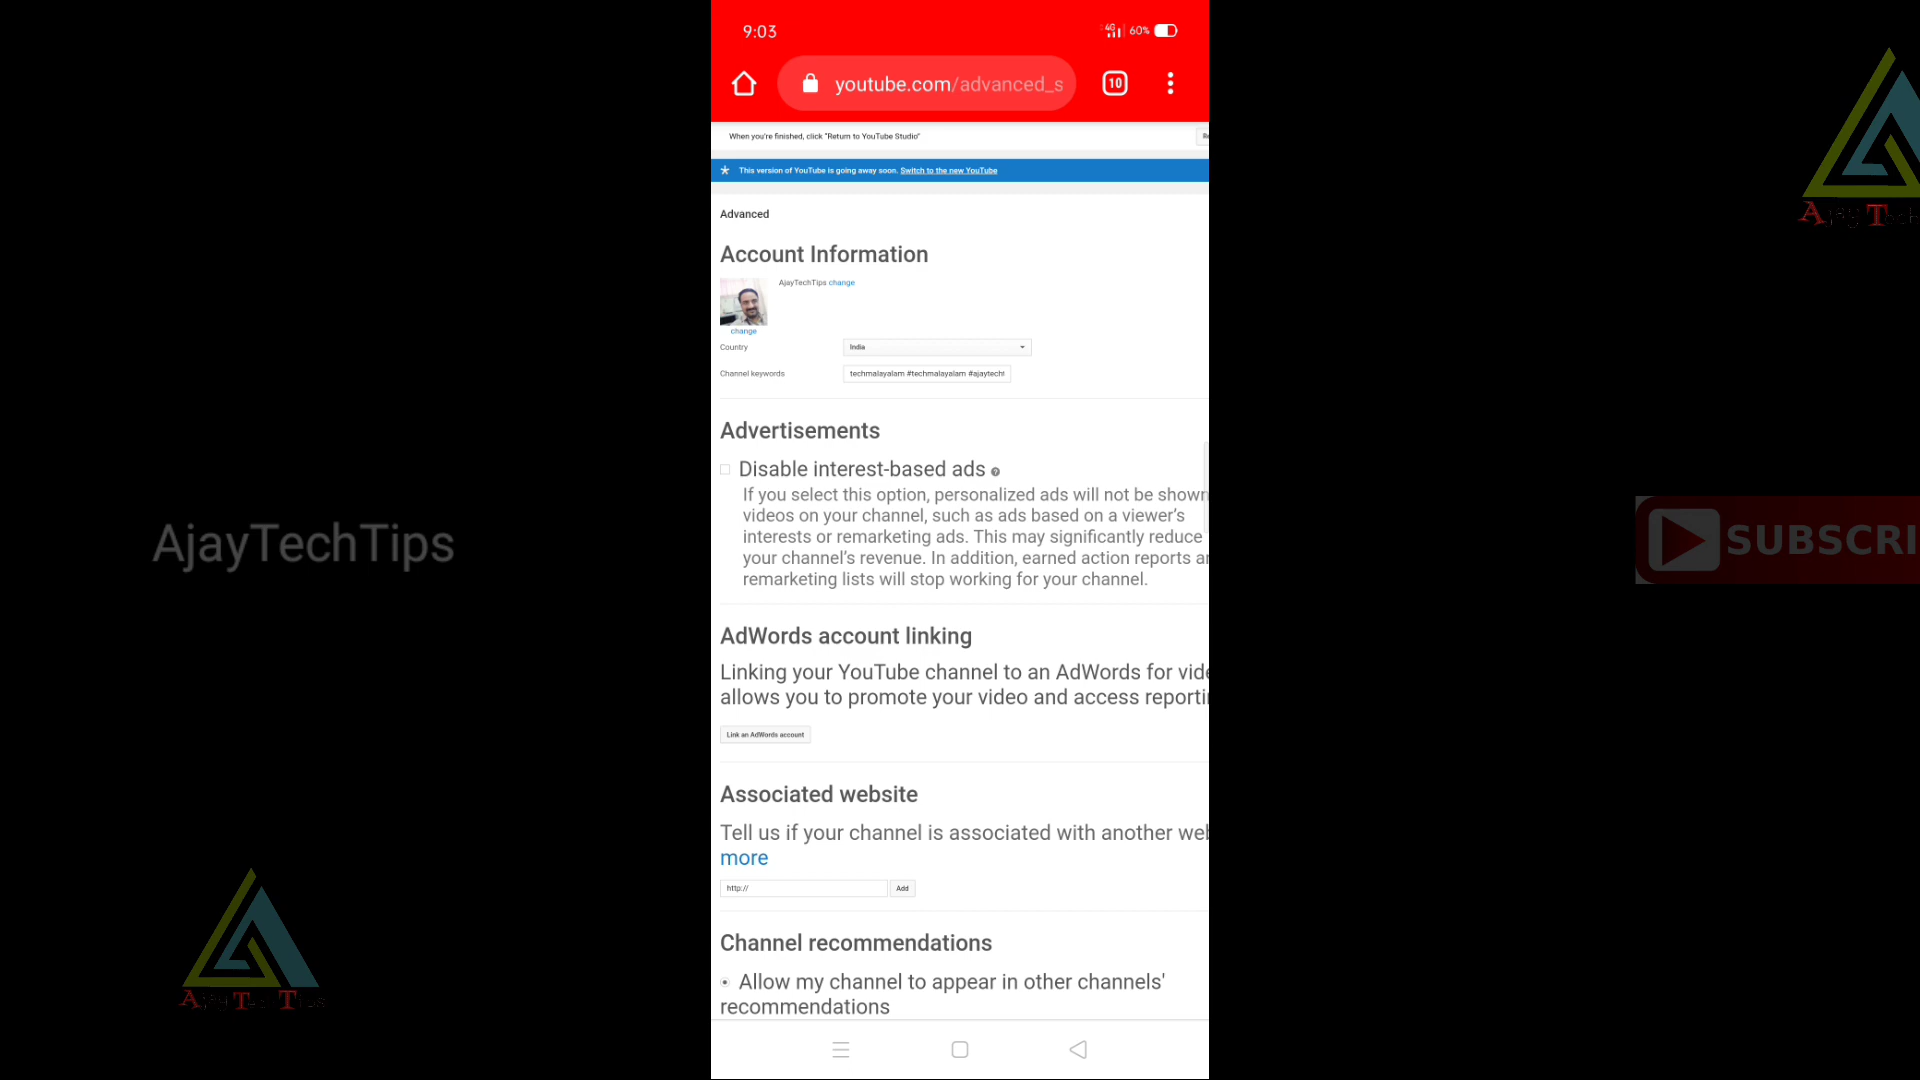 9:03
4G
60%
youtube.com/advanced_s
10
When you're finished, click "Return to YouTube Studio"
This version of YouTube is going away soon. Switch to the new YouTube
Advanced
Account Information
AjayTechTips change
change
Country
India
Channel keywords
techmalayalam #techmalayalam #ajaytech
Advertisements
Disable interest-based ads
If you select this option, personalized ads will not be shown
videos on your channel, such as ads based on a viewer's
interests or remarketing ads. This may significantly reduce
your channel's revenue. In addition, earned action reports a
remarketing lists will stop working for your channel.
AdWords account linking
Linking your YouTube channel to an AdWords for vide
allows you to promote your video and access reporti
Link an AdWords account
Associated website
Tell us if your channel is associated with another we
more
http://
Add
Channel recommendations
Allow my channel to appear in other channels'
recommendations
AjayTechTips
SUBSCRI